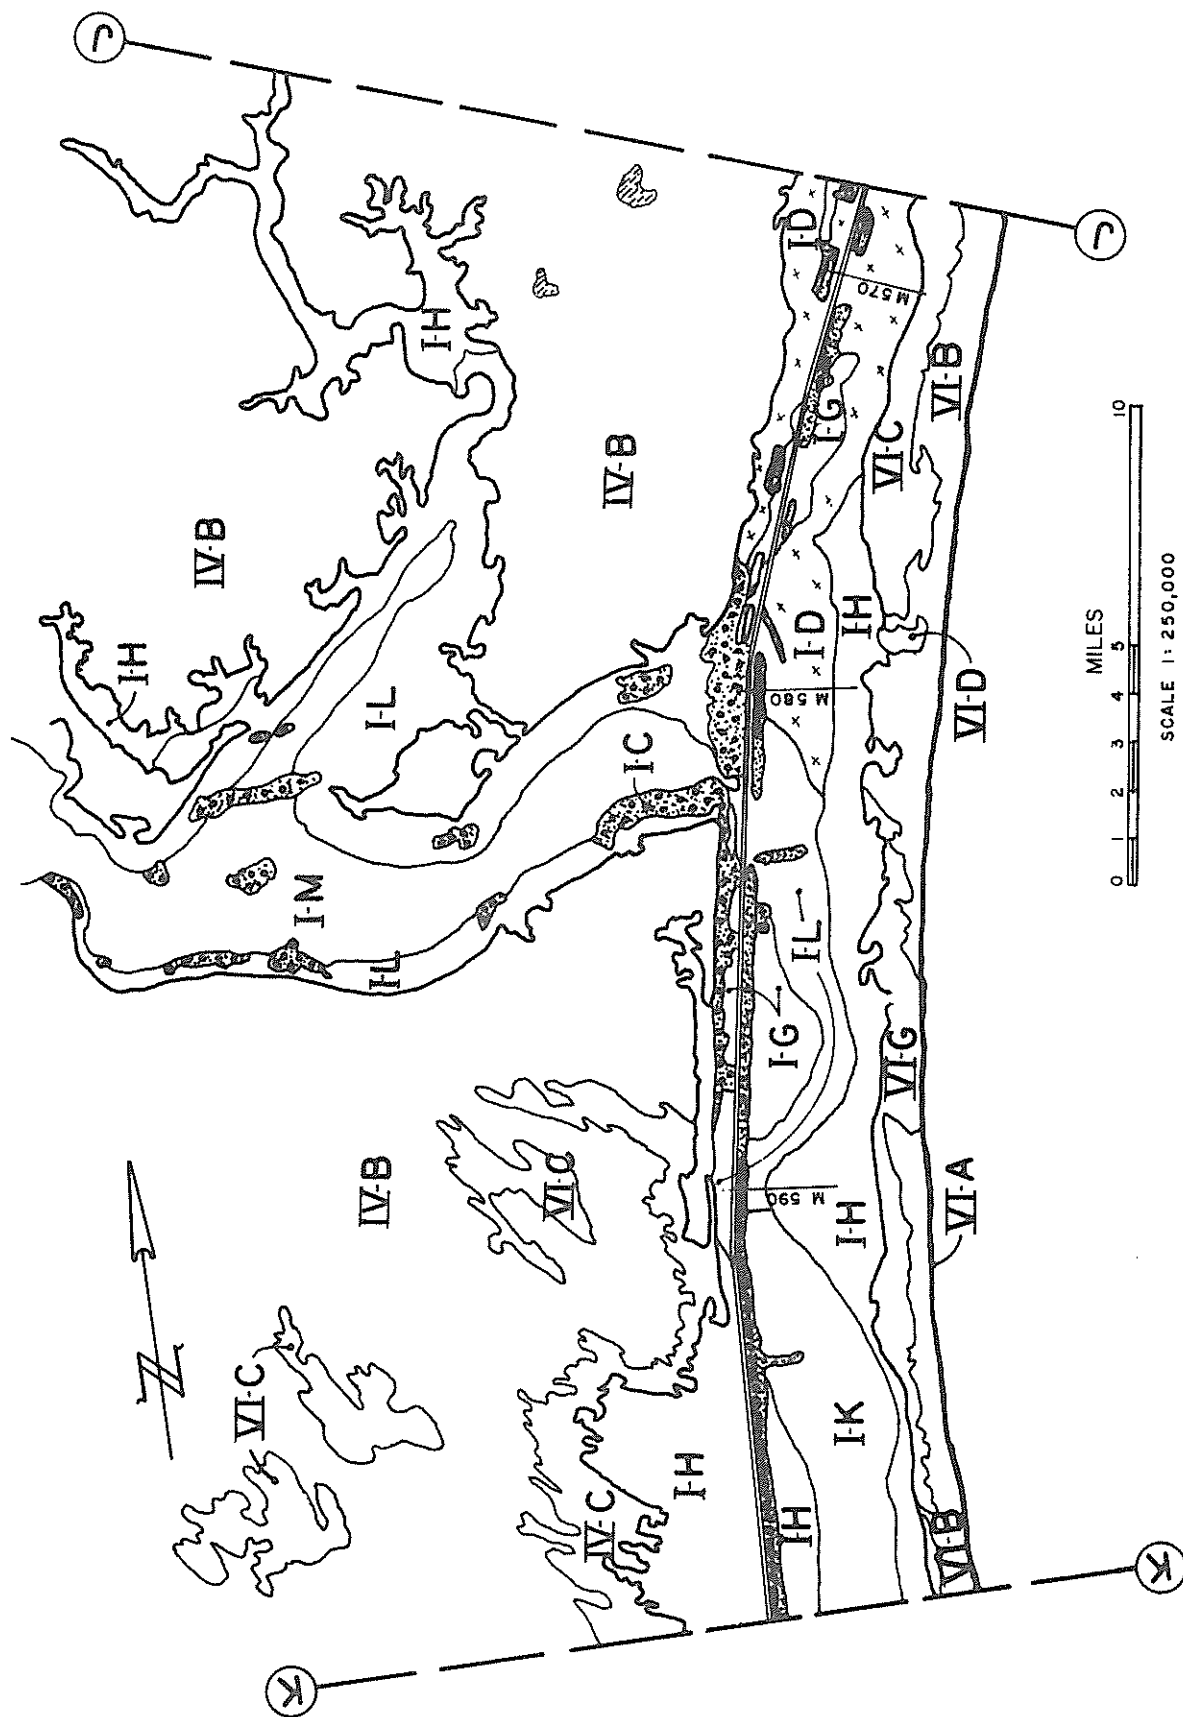 J
J
I-H
I-D
M 570
VI-B
I-G
VI-C
IV-B
IV-B
I-H
I-L
I-D
I-H
M 580
VI-D
I-C
I-M
I-L
I-L
I-G
VI-G
IV-B
VI-C
M 590
I-H
VI-A
N
VI-C
IV-C
I-H
I-H
I-K
VI-B
K
K
MILES
0 1 2 3 4 5 10
SCALE 1:250,000